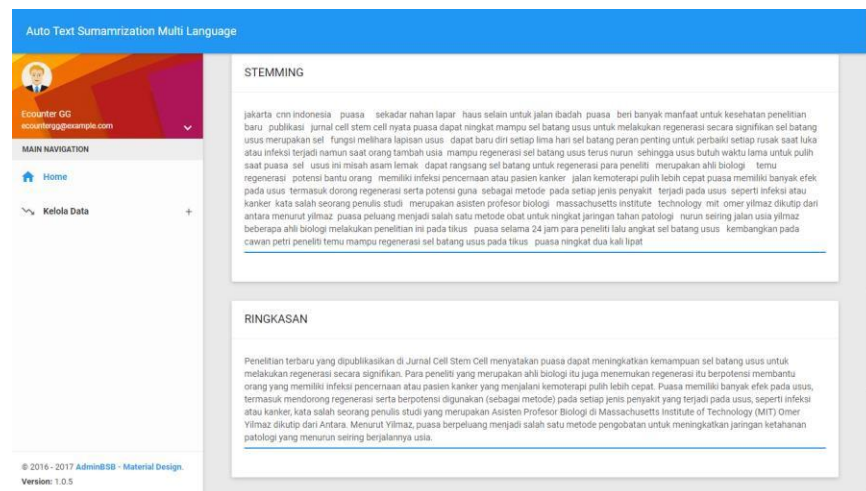 Auto Text Sumamrization Multi Language
Ecounter GG
ecountergg@example.com
MAIN NAVIGATION
Home
Kelola Data +
© 2016 - 2017 AdminBSB - Material Design.
Version: 1.0.5
STEMMING
jakarta cnn indonesia puasa sekadar nahan lapar haus selain untuk jalan ibadah puasa beri banyak manfaat untuk kesehatan penelitian
baru publikasi jurnal cell stem cell nyata puasa dapat ningkat mampu sel batang usus untuk melakukan regenerasi secara signifikan sel batang
usus merupakan sel fungsi melihara lapisan usus dapat baru diri setiap lima hari sel batang peran penting untuk perbaiki setiap rusak saat luka
atau infeksi terjadi namun saat orang tambah usia mampu regenerasi sel batang usus terus nurun sehingga usus butuh waktu lama untuk pulih
saat puasa sel usus ini misah asam lemak dapat rangsang sel batang untuk regenerasi para peneliti merupakan ahli biologi temu
regenerasi potensi bantu orang memiliki infeksi pencernaan atau pasien kanker jalan kemoterapi pulih lebih cepat puasa memiliki banyak efek
pada usus termasuk dorong regenerasi serta potensi guna sebagai metode pada setiap jenis penyakit terjadi pada usus seperti infeksi atau
kanker kata salah seorang penulis studi merupakan asisten profesor biologi massachusetts institute technology mit omer yilmaz dikutip dari
antara menurut yilmaz puasa peluang menjadi salah satu metode obat untuk ningkat jaringan tahan patologi nurun seiring jalan usia yilmaz
beberapa ahli biologi melakukan penelitian ini pada tikus puasa selama 24 jam para peneliti lalu angkat sel batang usus kembangkan pada
cawan petri peneliti temu mampu regenerasi sel batang usus pada tikus puasa ningkat dua kali lipat
RINGKASAN
Penelitian terbaru yang dipublikasikan di Jurnal Cell Stem Cell menyatakan puasa dapat meningkatkan kemampuan sel batang usus untuk
melakukan regenerasi secara signifikan. Para peneliti yang merupakan ahli biologi itu juga menemukan regenerasi itu berpotensi membantu
orang yang memiliki infeksi pencernaan atau pasien kanker yang menjalani kemoterapi pulih lebih cepat. Puasa memiliki banyak efek pada usus,
termasuk mendorong regenerasi serta berpotensi digunakan (sebagai metode) pada setiap jenis penyakit yang terjadi pada usus, seperti infeksi
atau kanker, kata salah seorang penulis studi yang merupakan Asisten Profesor Biologi di Massachusetts Institute of Technology (MIT) Omer
Yilmaz dikutip dari Antara. Menurut Yilmaz, puasa berpeluang menjadi salah satu metode pengobatan untuk meningkatkan jaringan ketahanan
patologi yang menurun seiring berjalannya usia.